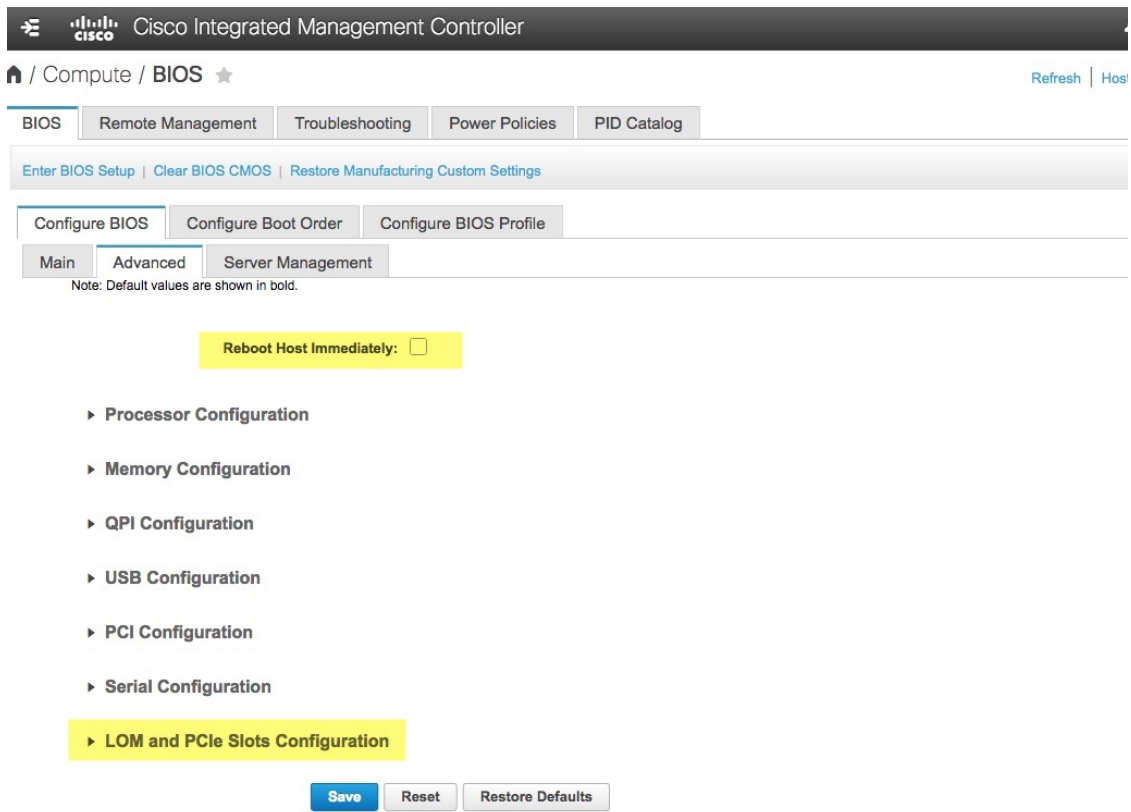 cisco Cisco Integrated Management Controller
/ Compute / BIOS
Refresh | Host
BIOS Remote Management Troubleshooting Power Policies PID Catalog
Enter BIOS Setup | Clear BIOS CMOS | Restore Manufacturing Custom Settings
Configure BIOS Configure Boot Order Configure BIOS Profile
Main Advanced Server Management
Note: Default values are shown in bold.
Reboot Host Immediately:
Processor Configuration
Memory Configuration
QPI Configuration
USB Configuration
PCI Configuration
Serial Configuration
LOM and PCIe Slots Configuration
Save Reset Restore Defaults